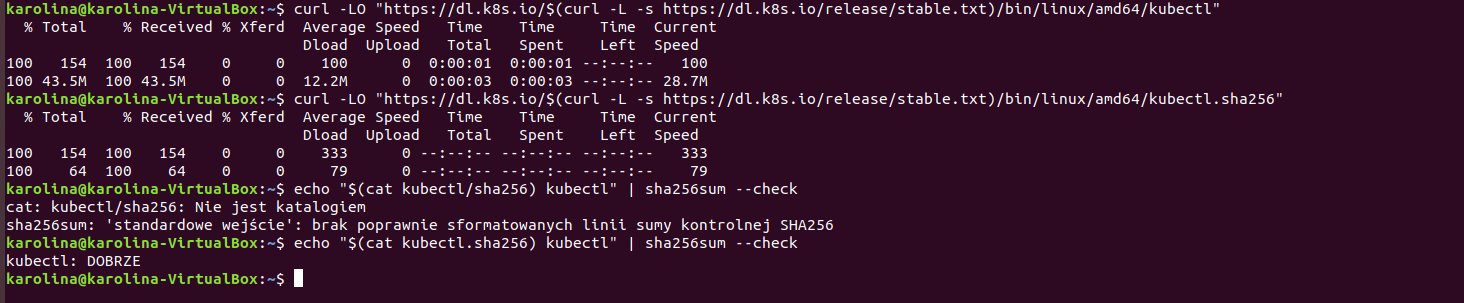 karolina@karolina-VirtualBox:~$ curl -LO "https://dl.k8s.io/$(curl -L -s https://dl.k8s.io/release/stable.txt)/bin/linux/amd64/kubectl"
  % Total    % Received % Xferd  Average Speed   Time    Time     Time  Current
                                 Dload  Upload   Total   Spent    Left  Speed
100   154  100   154    0     0    100      0  0:00:01  0:00:01 --:--:--   100
100 43.5M  100 43.5M    0     0  12.2M      0  0:00:03  0:00:03 --:--:-- 28.7M
karolina@karolina-VirtualBox:~$ curl -LO "https://dl.k8s.io/$(curl -L -s https://dl.k8s.io/release/stable.txt)/bin/linux/amd64/kubectl.sha256"
  % Total    % Received % Xferd  Average Speed   Time    Time     Time  Current
                                 Dload  Upload   Total   Spent    Left  Speed
100   154  100   154    0     0    333      0 --:--:-- --:--:-- --:--:--   333
100    64  100    64    0     0     79      0 --:--:-- --:--:-- --:--:--    79
karolina@karolina-VirtualBox:~$ echo "$(cat kubectl/sha256) kubectl" | sha256sum --check
cat: kubectl/sha256: Nie jest katalogiem
sha256sum: 'standardowe wejście': brak poprawnie sformatowanych linii sumy kontrolnej SHA256
karolina@karolina-VirtualBox:~$ echo "$(cat kubectl.sha256) kubectl" | sha256sum --check
kubectl: DOBRZE
karolina@karolina-VirtualBox:~$